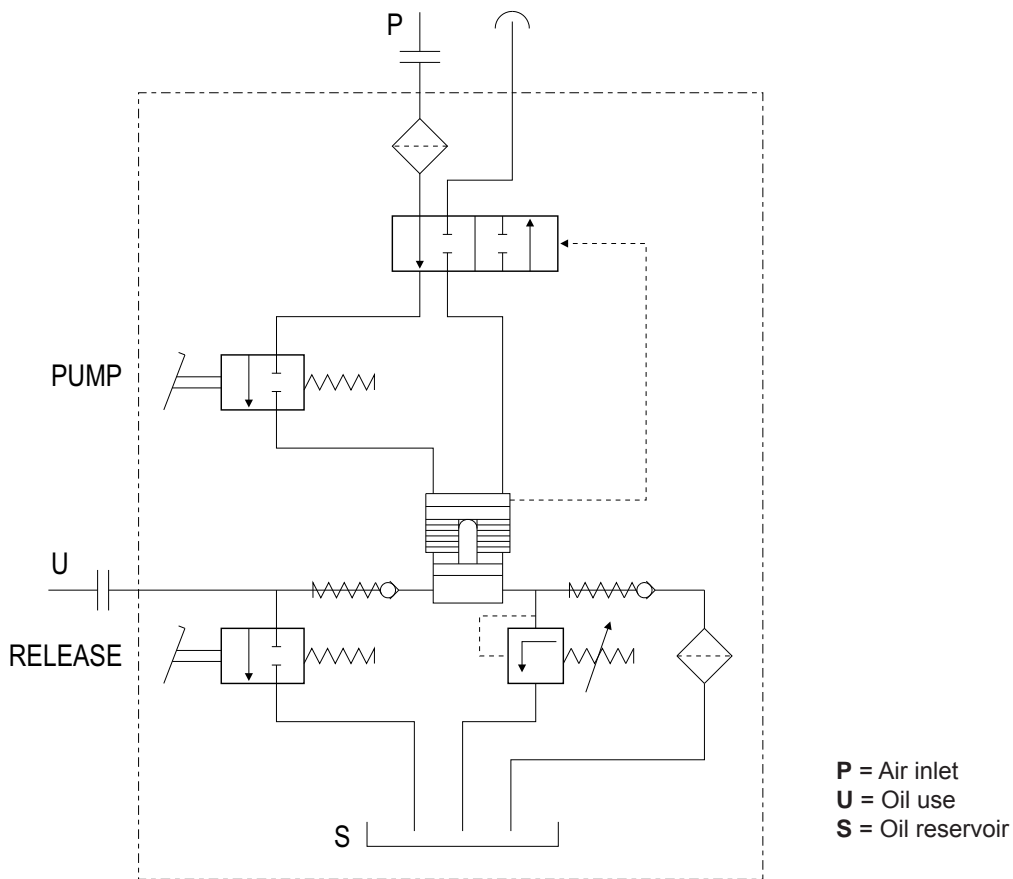 P
PUMP
U
RELEASE
S
P = Air inlet
U = Oil use
S = Oil reservoir